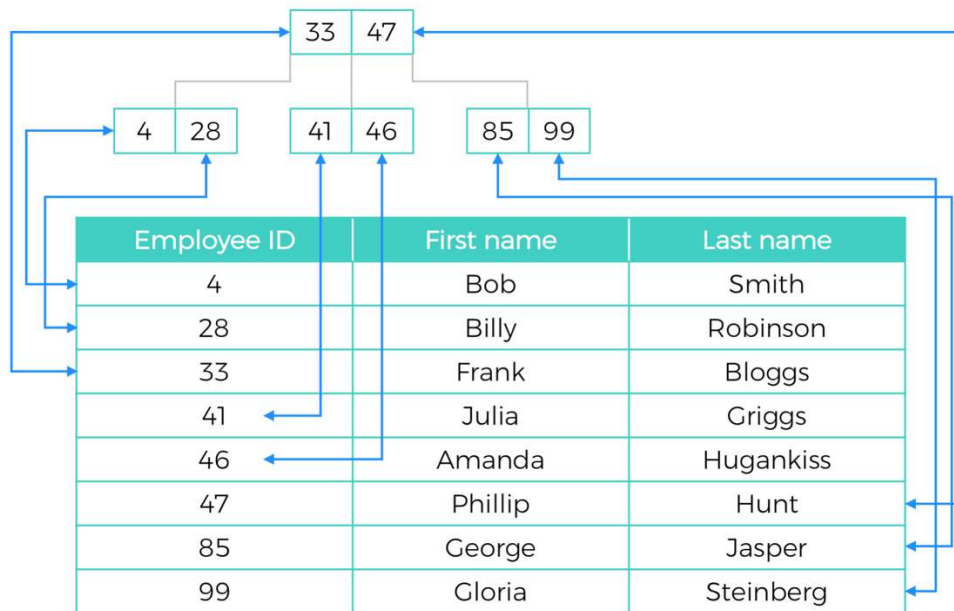 33 47
4 28 41 46 85 99
Employee ID First name Last name
4 Bob Smith
28 Billy Robinson
33 Frank Bloggs
41 Julia Griggs
46 Amanda Hugankiss
47 Phillip Hunt
85 George Jasper
99 Gloria Steinberg